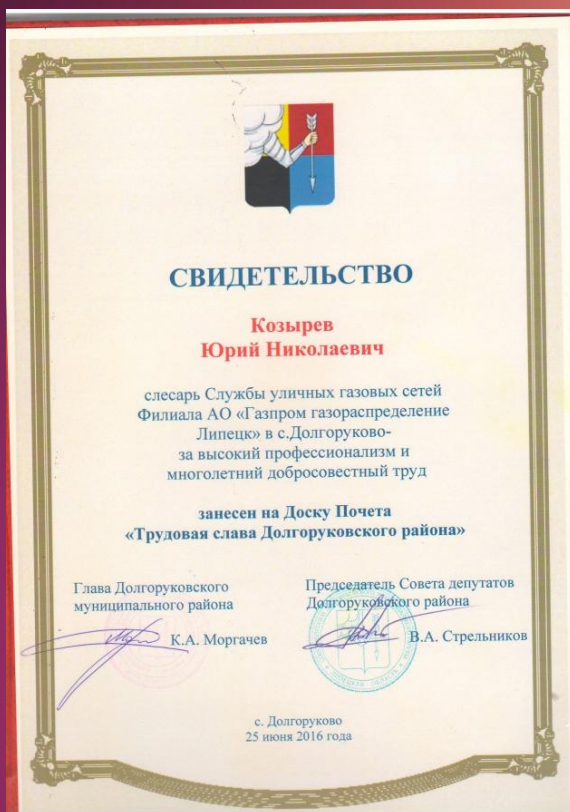 СВИДЕТЕЛЬСТВО
Козырев
Юрий Николаевич
слесарь Службы уличных газовых сетей
Филиала АО «Газпром газораспределение
Липецк» в с.Долгоруково-
за высокий профессионализм и
многолетний добросовестный труд
занесен на Доску Почета
«Трудовая слава Долгоруковского района»
Глава Долгоруковского
муниципального района
К.А. Моргачев
Председатель Совета депутатов
Долгоруковского района
В.А. Стрельников
с. Долгоруково
25 июня 2016 года